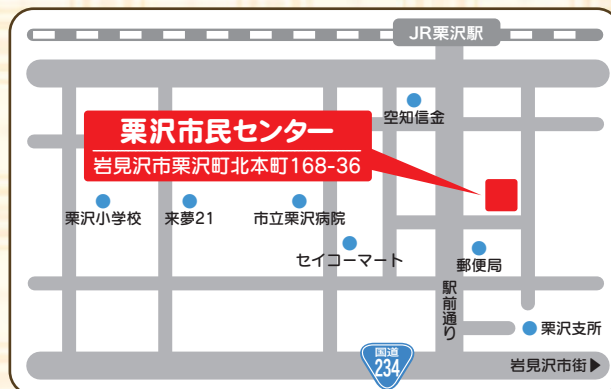 JR栗沢駅
空知信金
栗沢市民センター
岩見沢市栗沢町北本町168-36
栗沢小学校
来夢21
市立栗沢病院
セイコーマート
郵便局
駅前通り
栗沢支所
国道
234
岩見沢市街▶